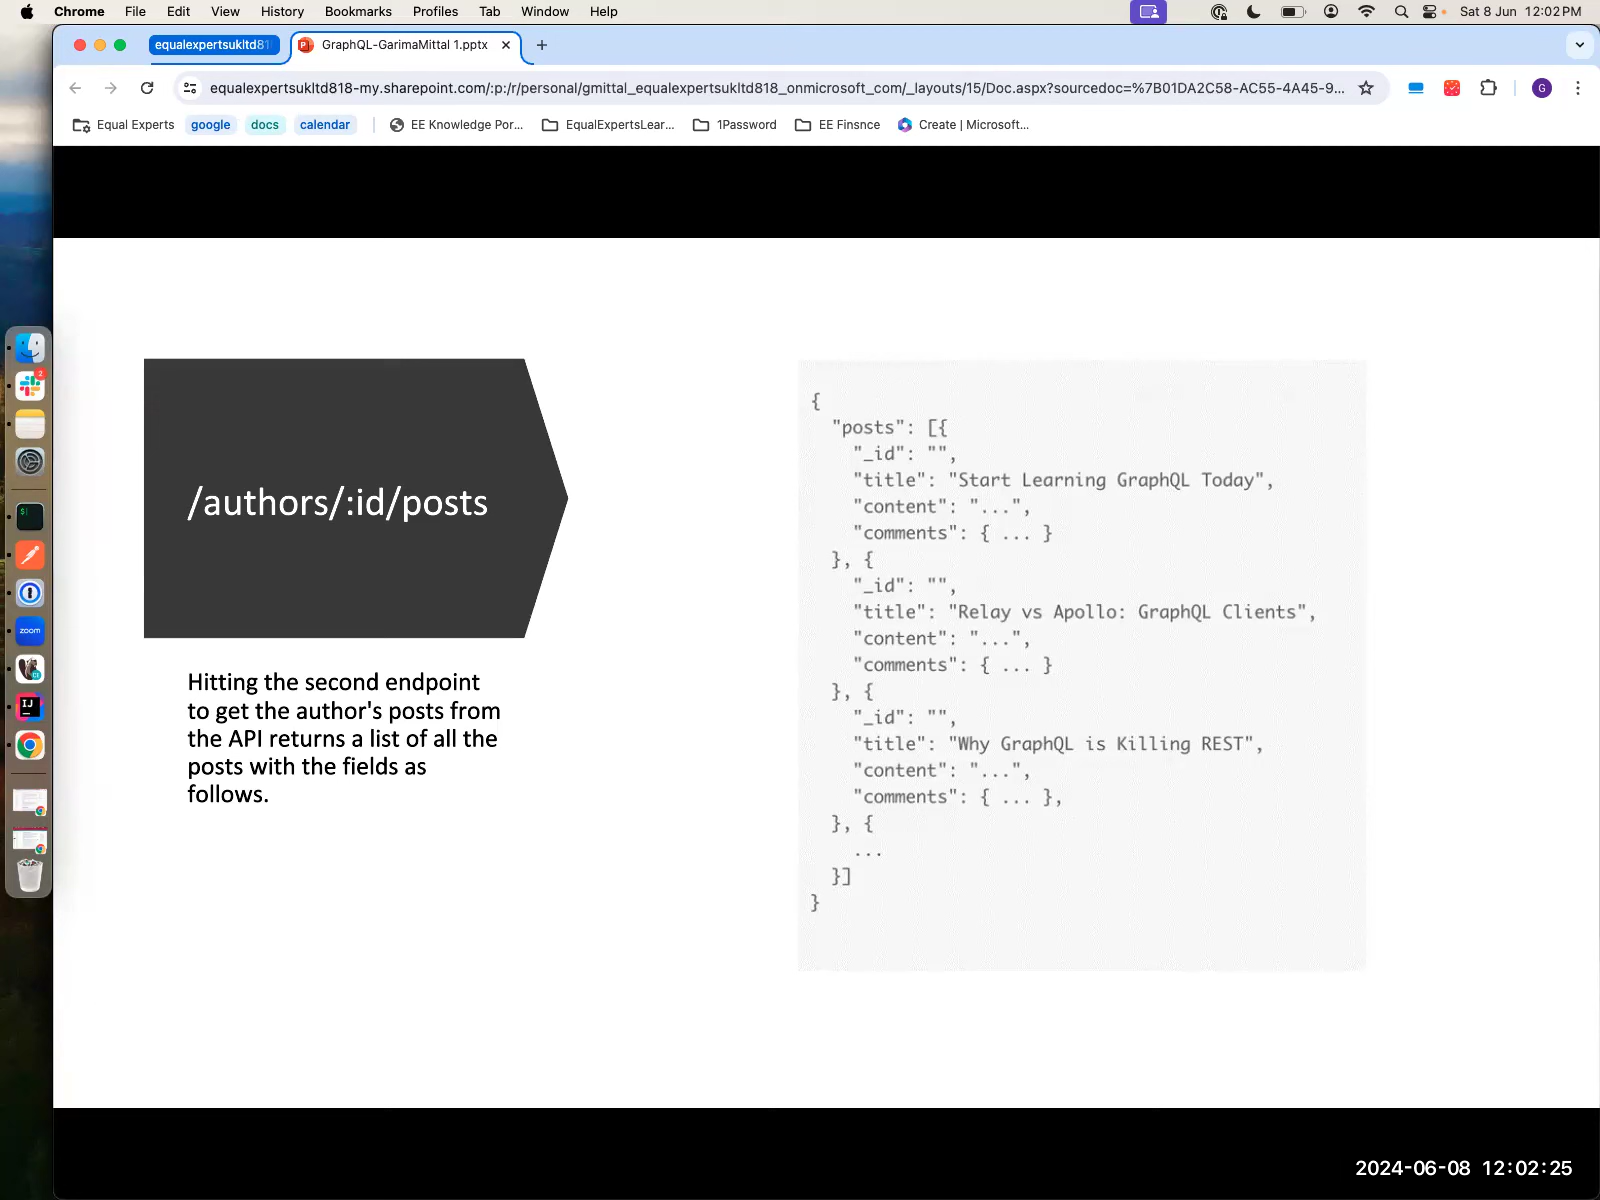 Chrome File Edit View History Bookmarks Profiles Tab Window Help Sat 8 Jun 12:02 PM
equalexpertsukltd81 GraphQL-GarimaMittal 1.pptx
equalexpertsukltd818-my.sharepoint.com/:p:/r/personal/gmittal_equalexpertsukltd818_onmicrosoft_com/_layouts/15/Doc.aspx?sourcedoc=%7B01DA2C58-AC55-4A45-9... G
Equal Experts google docs calendar EE Knowledge Por... EqualExpertsLear... 1Password EE Finsnce Create | Microsoft...
2
zoom
IJ
/authors/:id/posts
Hitting the second endpoint
to get the author's posts from
the API returns a list of all the
posts with the fields as
follows.
{
"posts": [{
"_id": "",
"title": "Start Learning GraphQL Today",
"content": "...",
"comments": { ... }
}, {
"_id": "",
"title": "Relay vs Apollo: GraphQL Clients",
"content": "...",
"comments": { ... }
}, {
"_id": "",
"title": "Why GraphQL is Killing REST",
"content": "...",
"comments": { ... },
}, {
...
}]
}
2024-06-08 12:02:25